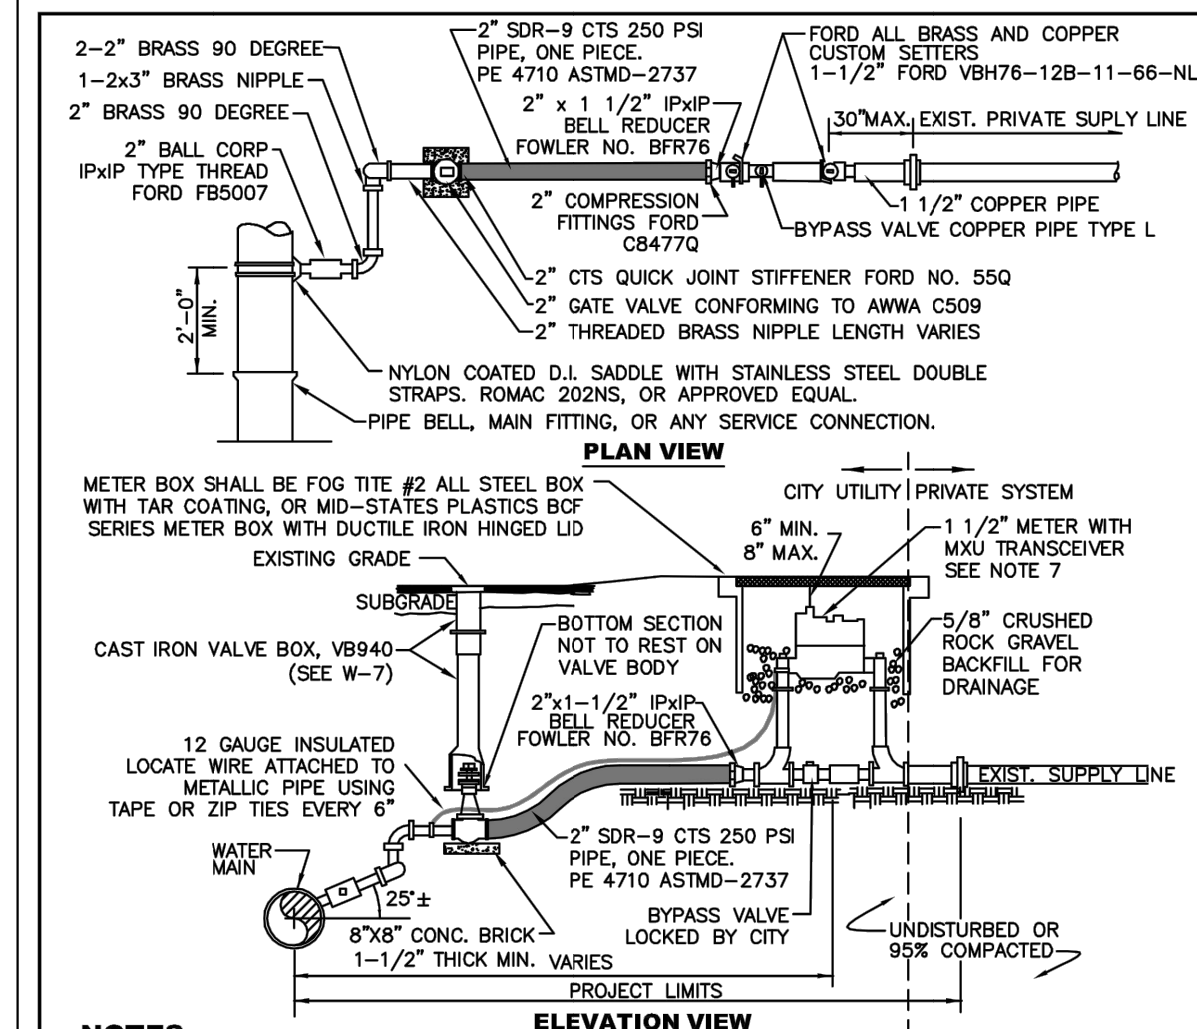 2-2" BRASS 90 DEGREE
1-2x3" BRASS NIPPLE
2" BRASS 90 DEGREE
2" BALL CORP
IPxIP TYPE THREAD
FORD FB5007
2" SDR-9 CTS 250 PSI
PIPE, ONE PIECE.
PE 4710 ASTMD-2737
2" x 1 1/2" IPxIP
BELL REDUCER
FOWLER NO. BFR76
FORD ALL BRASS AND COPPER
CUSTOM SETTERS
1-1/2" FORD VBH76-12B-11-66-NL
30"MAX.
EXIST. PRIVATE SUPLY LINE
2" COMPRESSION
FITTINGS FORD
C8477Q
1 1/2" COPPER PIPE
BYPASS VALVE COPPER PIPE TYPE L
2" CTS QUICK JOINT STIFFENER FORD NO. 55Q
2" GATE VALVE CONFORMING TO AWWA C509
2" THREADED BRASS NIPPLE LENGTH VARIES
2'-0"
MIN.
NYLON COATED D.I. SADDLE WITH STAINLESS STEEL DOUBLE
STRAPS. ROMAC 202NS, OR APPROVED EQUAL.
PIPE BELL, MAIN FITTING, OR ANY SERVICE CONNECTION.
PLAN VIEW
METER BOX SHALL BE FOG TITE #2 ALL STEEL BOX
WITH TAR COATING, OR MID-STATES PLASTICS BCF
SERIES METER BOX WITH DUCTILE IRON HINGED LID
CITY UTILITY
PRIVATE SYSTEM
6" MIN.
8" MAX.
1 1/2" METER WITH
MXU TRANSCEIVER
SEE NOTE 7
EXISTING GRADE
SUBGRADE
BOTTOM SECTION
NOT TO REST ON
VALVE BODY
5/8" CRUSHED
ROCK GRAVEL
BACKFILL FOR
DRAINAGE
CAST IRON VALVE BOX, VB940
(SEE W-7)
2"x1-1/2" IPxIP
BELL REDUCER
FOWLER NO. BFR76
12 GAUGE INSULATED
LOCATE WIRE ATTACHED TO
METALLIC PIPE USING
TAPE OR ZIP TIES EVERY 6"
EXIST. SUPPLY LINE
2" SDR-9 CTS 250 PSI
PIPE, ONE PIECE.
PE 4710 ASTMD-2737
WATER
MAIN
25°±
8"X8" CONC. BRICK
1-1/2" THICK MIN.
VARIES
BYPASS VALVE
LOCKED BY CITY
UNDISTURBED OR
95% COMPACTED
PROJECT LIMITS
ELEVATION VIEW
NOTES